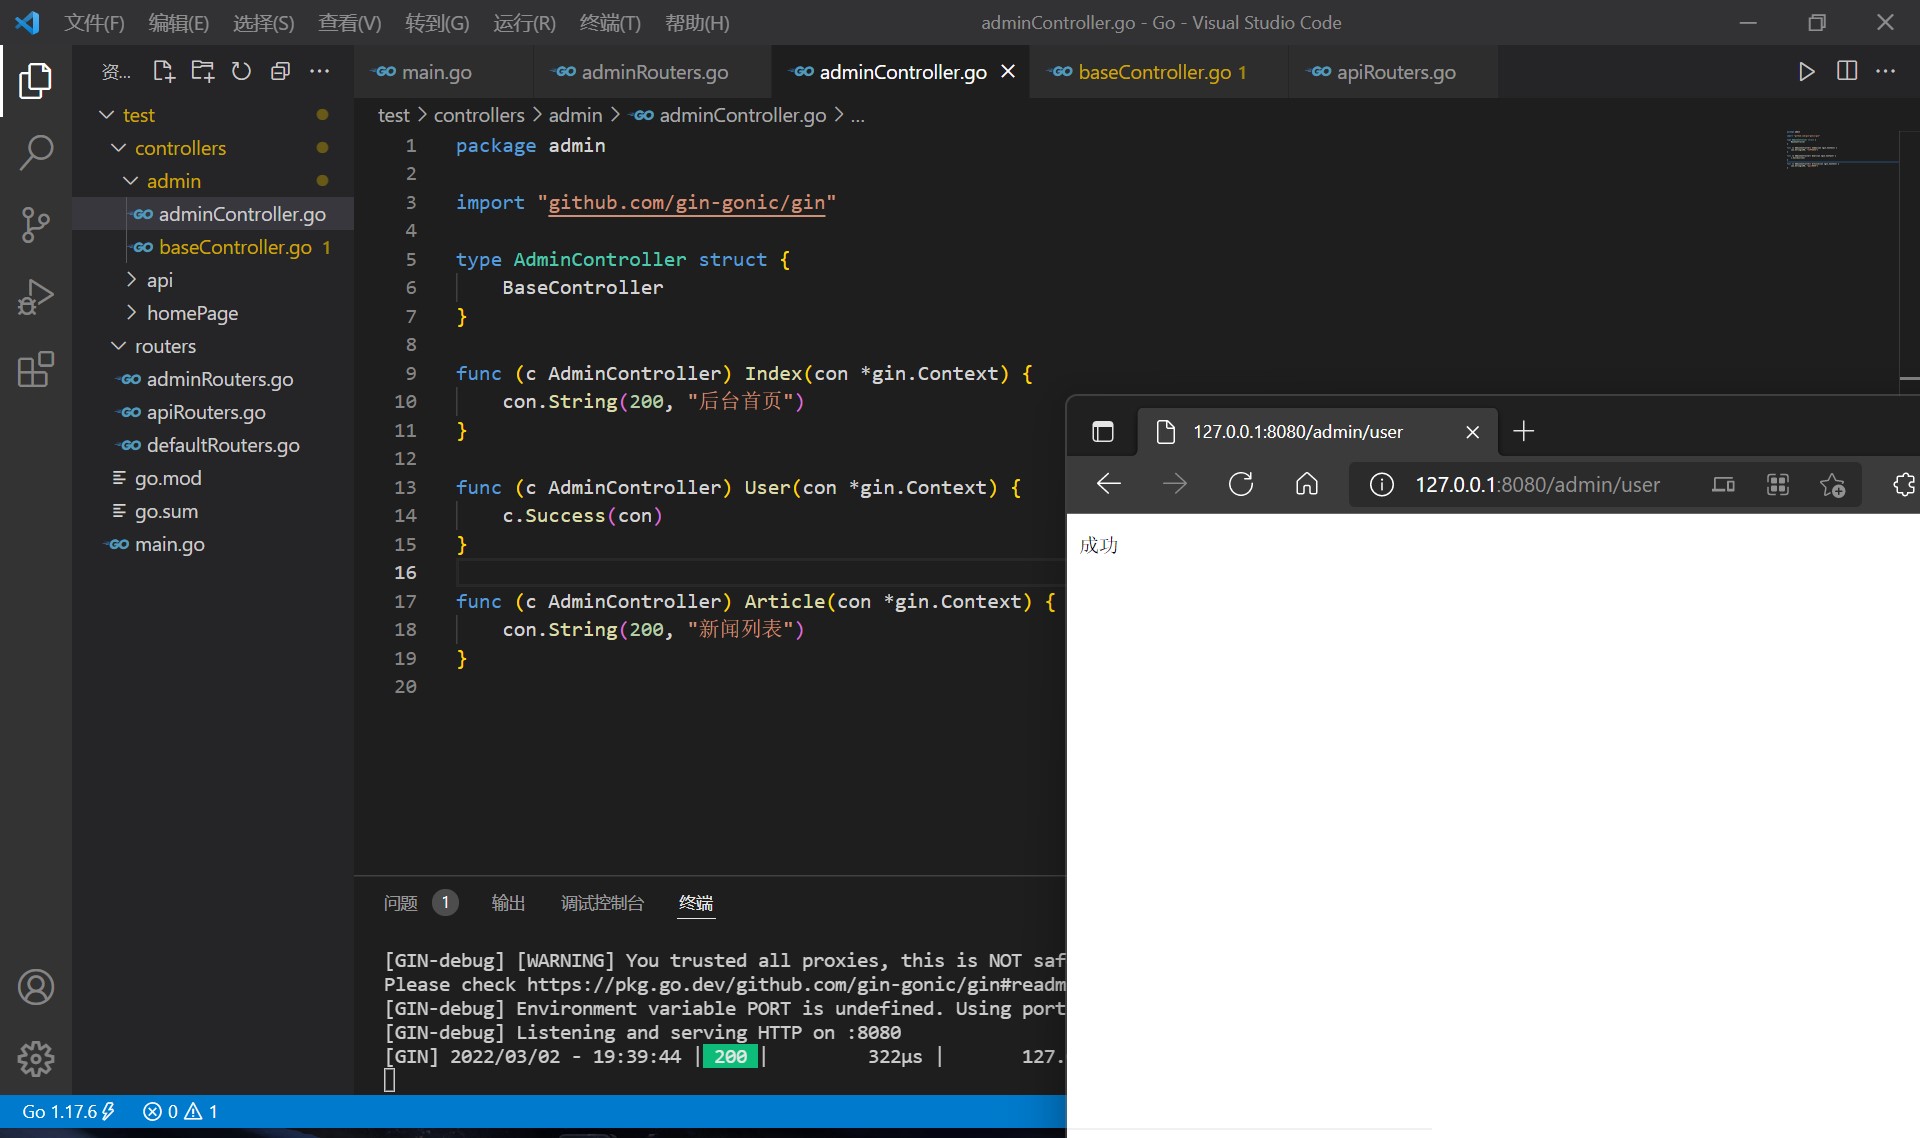 文件(F) 编辑(E) 选择(S) 查看(V) 转到(G) 运行(R) 终端(T) 帮助(H) adminController.go - Go - Visual Studio Code
资...
main.go adminRouters.go adminController.go baseController.go 1 apiRouters.go
test > controllers > admin > adminController.go > ...
test
controllers
admin
adminController.go
baseController.go 1
api
homePage
routers
adminRouters.go
apiRouters.go
defaultRouters.go
go.mod
go.sum
main.go
1 package admin
2
3 import "github.com/gin-gonic/gin"
4
5 type AdminController struct {
6 BaseController
7 }
8
9 func (c AdminController) Index(con *gin.Context) {
10 con.String(200, "后台首页")
11 }
12
13 func (c AdminController) User(con *gin.Context) {
14 c.Success(con)
15 }
16
17 func (c AdminController) Article(con *gin.Context) {
18 con.String(200, "新闻列表")
19 }
20
127.0.0.1:8080/admin/user
127.0.0.1:8080/admin/user
成功
问题 1 输出 调试控制台 终端
[GIN-debug] [WARNING] You trusted all proxies, this is NOT saf
Please check https://pkg.go.dev/github.com/gin-gonic/gin#readm
[GIN-debug] Environment variable PORT is undefined. Using port
[GIN-debug] Listening and serving HTTP on :8080
[GIN] 2022/03/02 - 19:39:44 | 200 | 322µs | 127.
Go 1.17.6 0 1